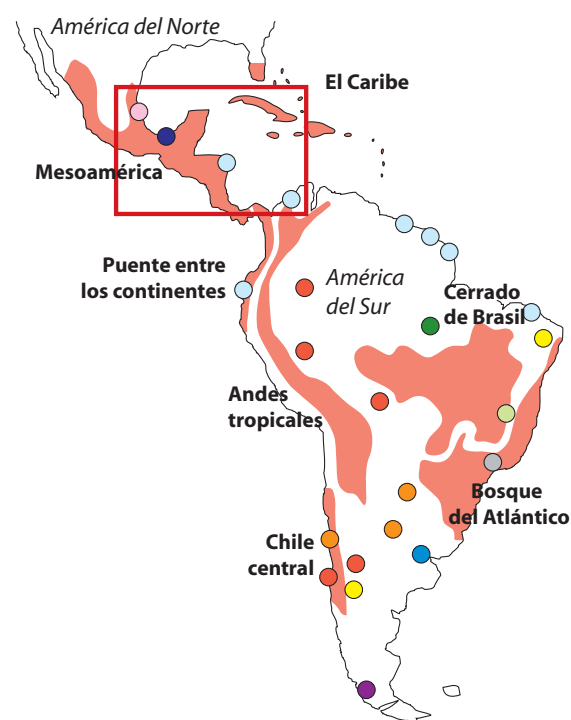 América del Norte
El Caribe
Mesoamérica
Puente entre
los continentes
América
del Sur
Cerrado
de Brasil
Andes
tropicales
Bosque
del Atlántico
Chile
central